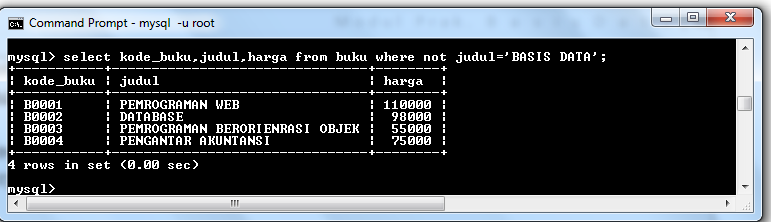 Command Prompt - mysql -u root
mysql> select kode_buku,judul,harga from buku where not judul='BASIS DATA';
+-----------+------------------------------+--------+
| kode_buku | judul | harga |
+-----------+------------------------------+--------+
| B0001 | PEMROGRAMAN WEB | 110000 |
| B0002 | DATABASE | 98000 |
| B0003 | PEMROGRAMAN BERORIENRASI OBJEK | 55000 |
| B0004 | PENGANTAR AKUNTANSI | 75000 |
+-----------+------------------------------+--------+
4 rows in set (0.00 sec)
mysql>